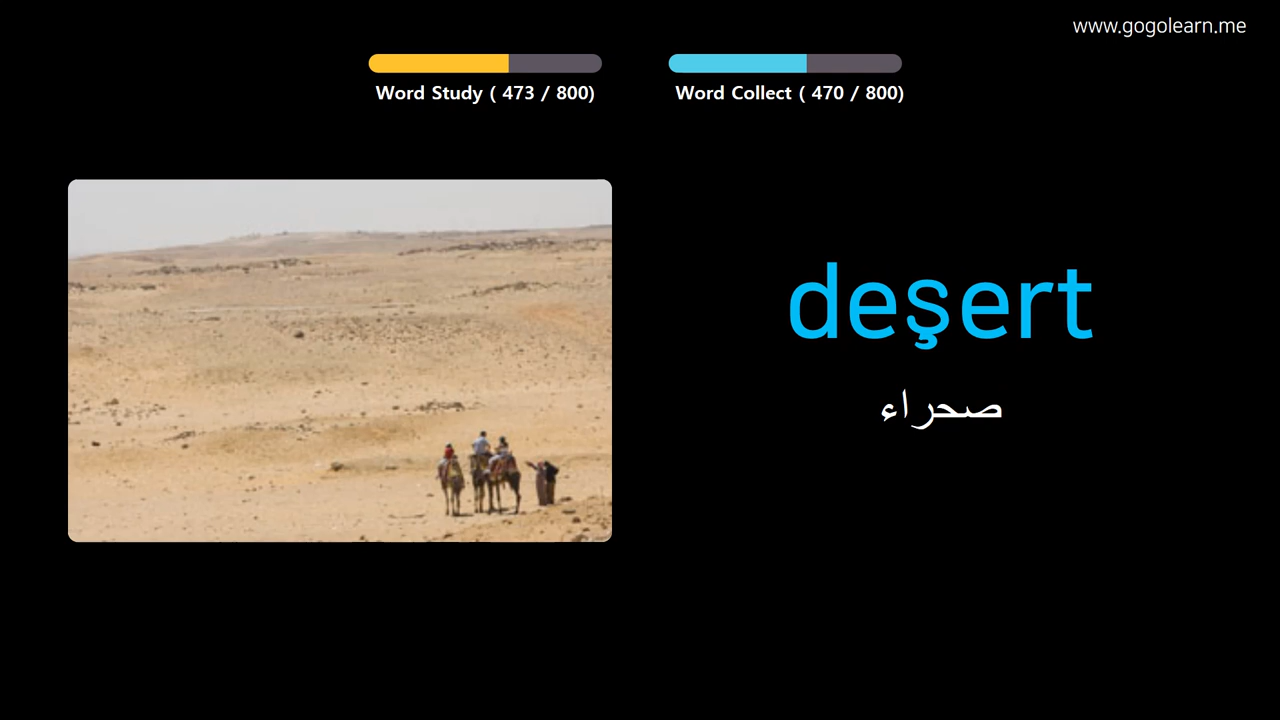 www.gogolearn.me
Word Study ( 473 / 800)
Word Collect ( 470 / 800)
deşert
صحراء